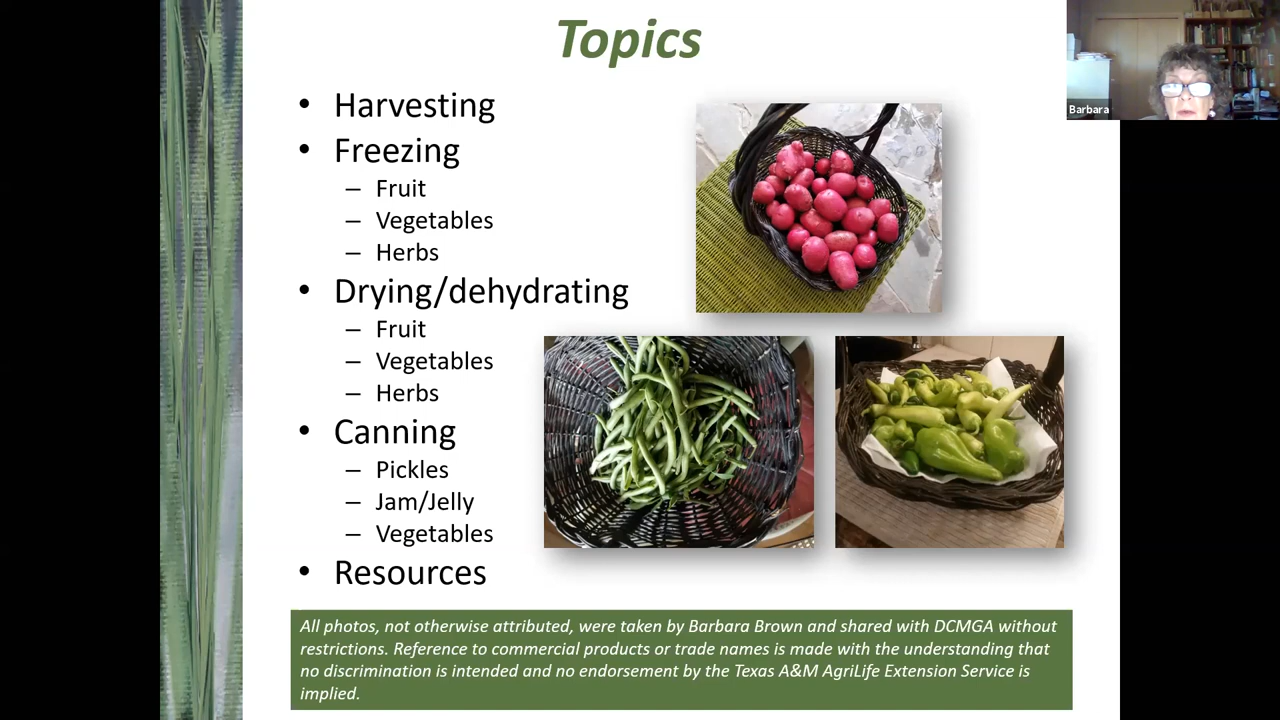 Topics
• Harvesting
• Freezing
– Fruit
– Vegetables
– Herbs
• Drying/dehydrating
– Fruit
– Vegetables
– Herbs
• Canning
– Pickles
– Jam/Jelly
– Vegetables
• Resources
All photos, not otherwise attributed, were taken by Barbara Brown and shared with DCMGA without
restrictions. Reference to commercial products or trade names is made with the understanding that
no discrimination is intended and no endorsement by the Texas A&M AgriLife Extension Service is
implied.
Barbara